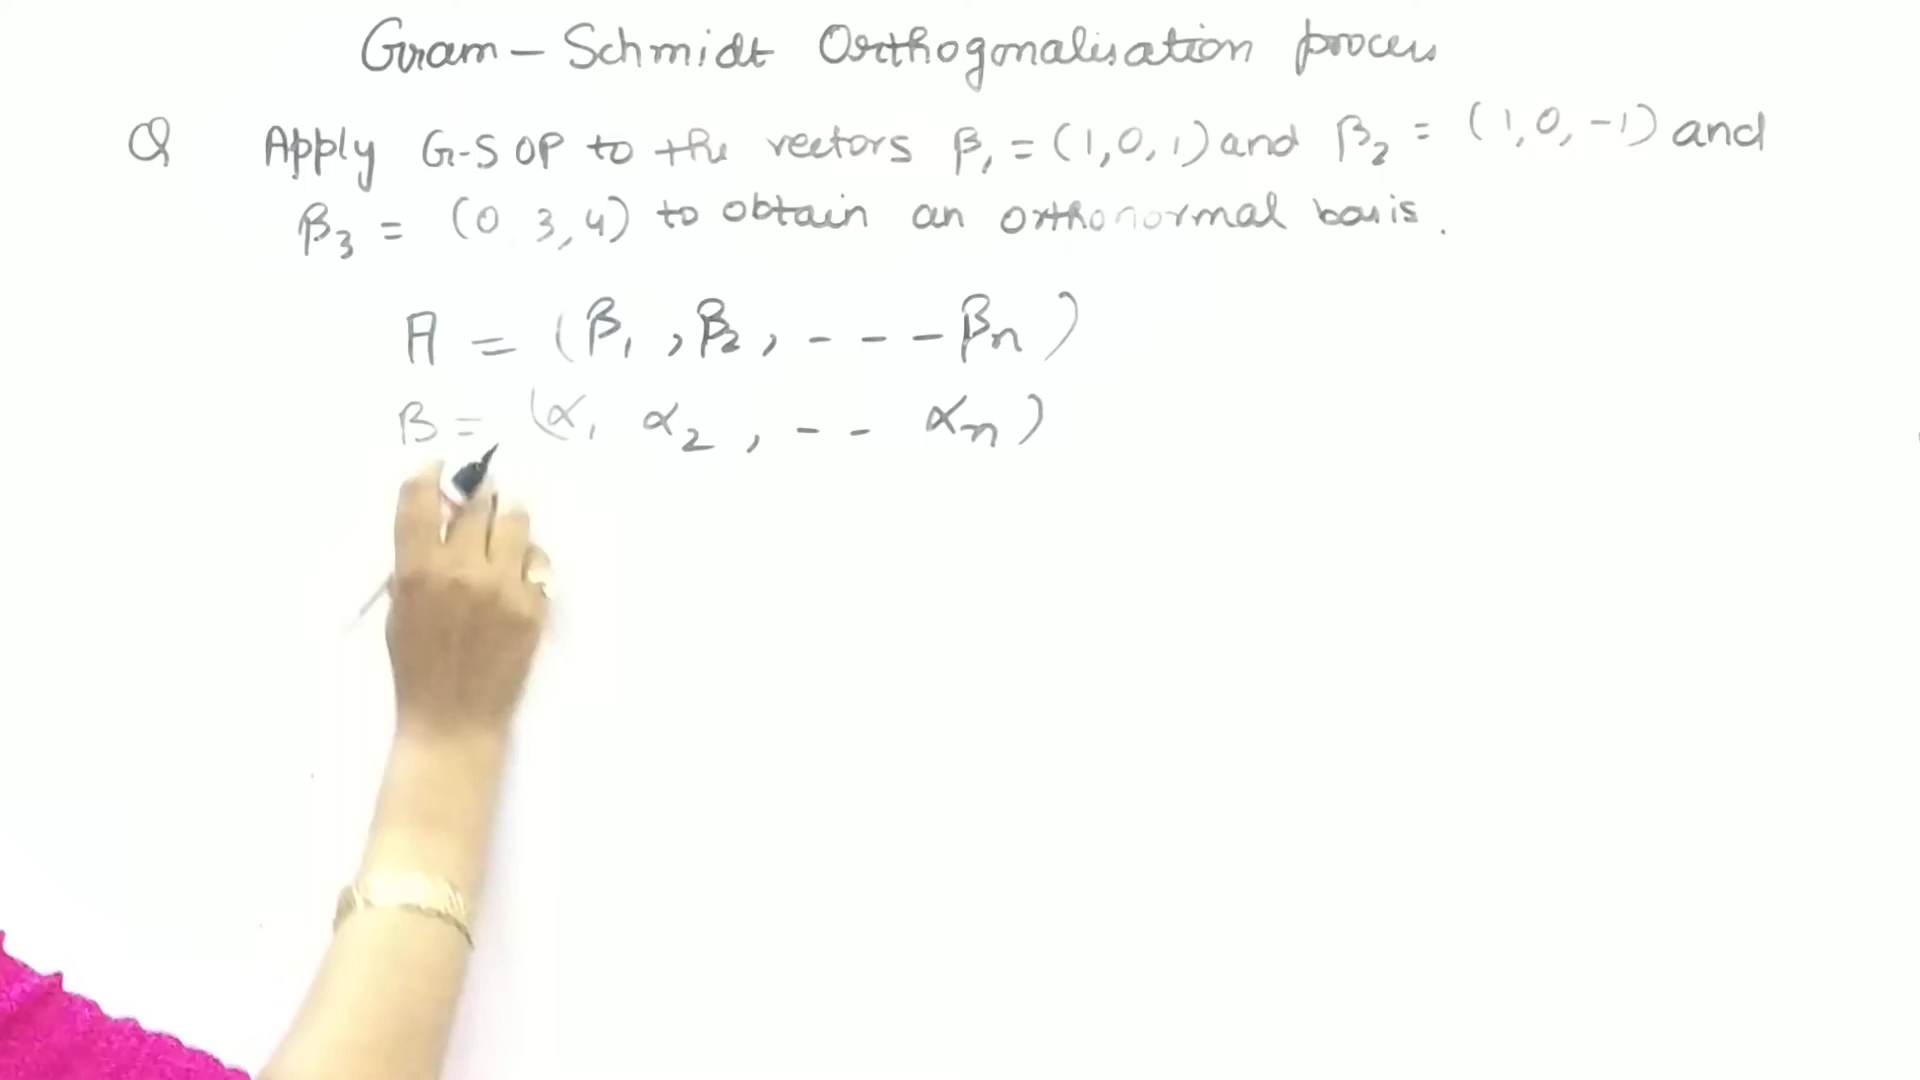 Gram-Schmidt Orthogonalisation process
Q Apply G-S OP to the vectors β₁ = (1,0,1) and β₂ = (1,0,-1) and
β₃ = (0 3,4) to obtain an orthonormal basis.
A = (β₁, β₂, - - - βₙ)
B = (α₁ α₂, - - αₙ)